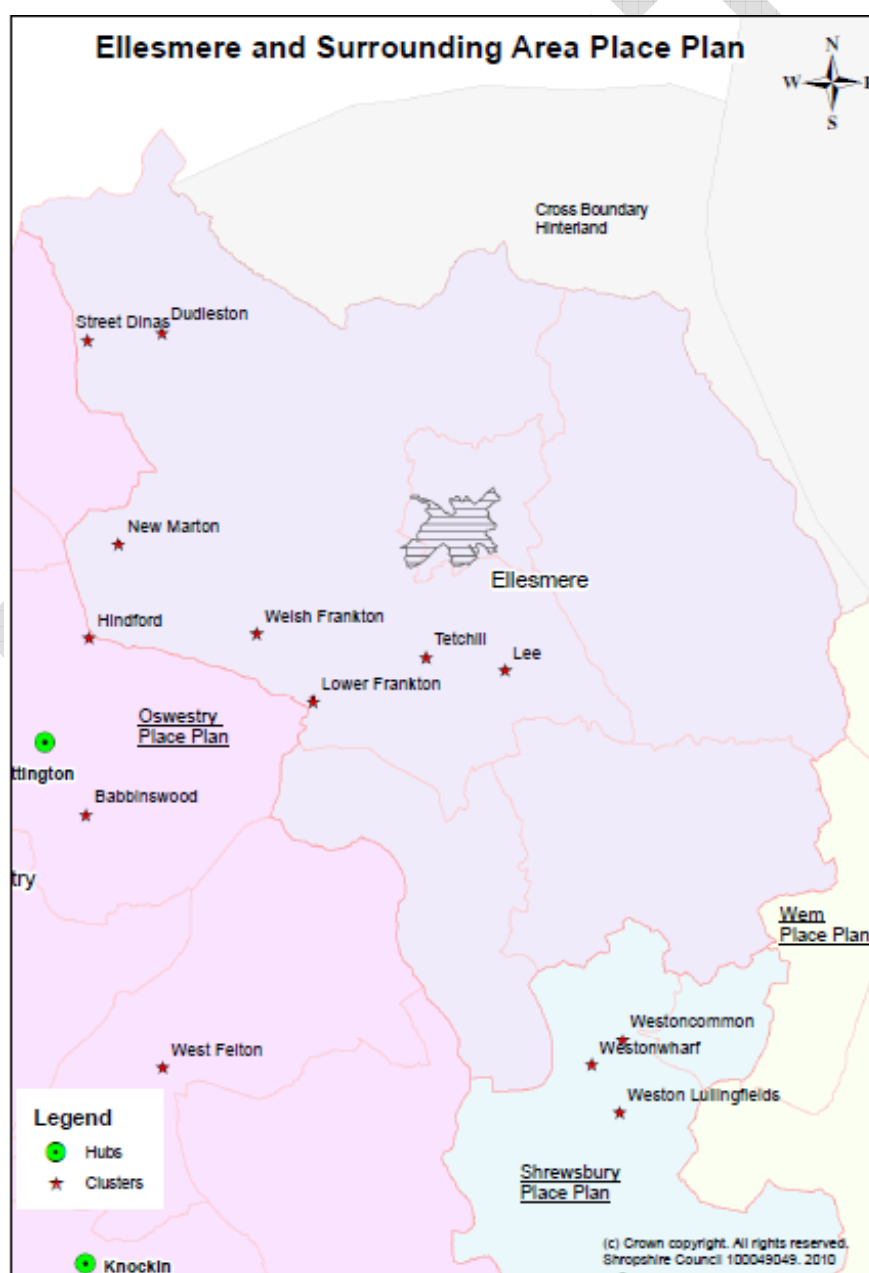 Ellesmere and Surrounding Area Place Plan
N
W
E
S
Cross Boundary
Hinterland
Street Dinas
Dudleston
New Marton
Ellesmere
Hindford
Welsh Frankton
Tetchill
Lee
Lower Frankton
Oswestry
Place Plan
ttington
Babbinswood
try
Wem
Place Plan
Westoncommon
Westonwharf
West Felton
Weston Lullingfields
Legend
Hubs
Clusters
Shrewsbury
Place Plan
(c) Crown copyright. All rights reserved.
Shropshire Council 100049049. 2010
Knockin